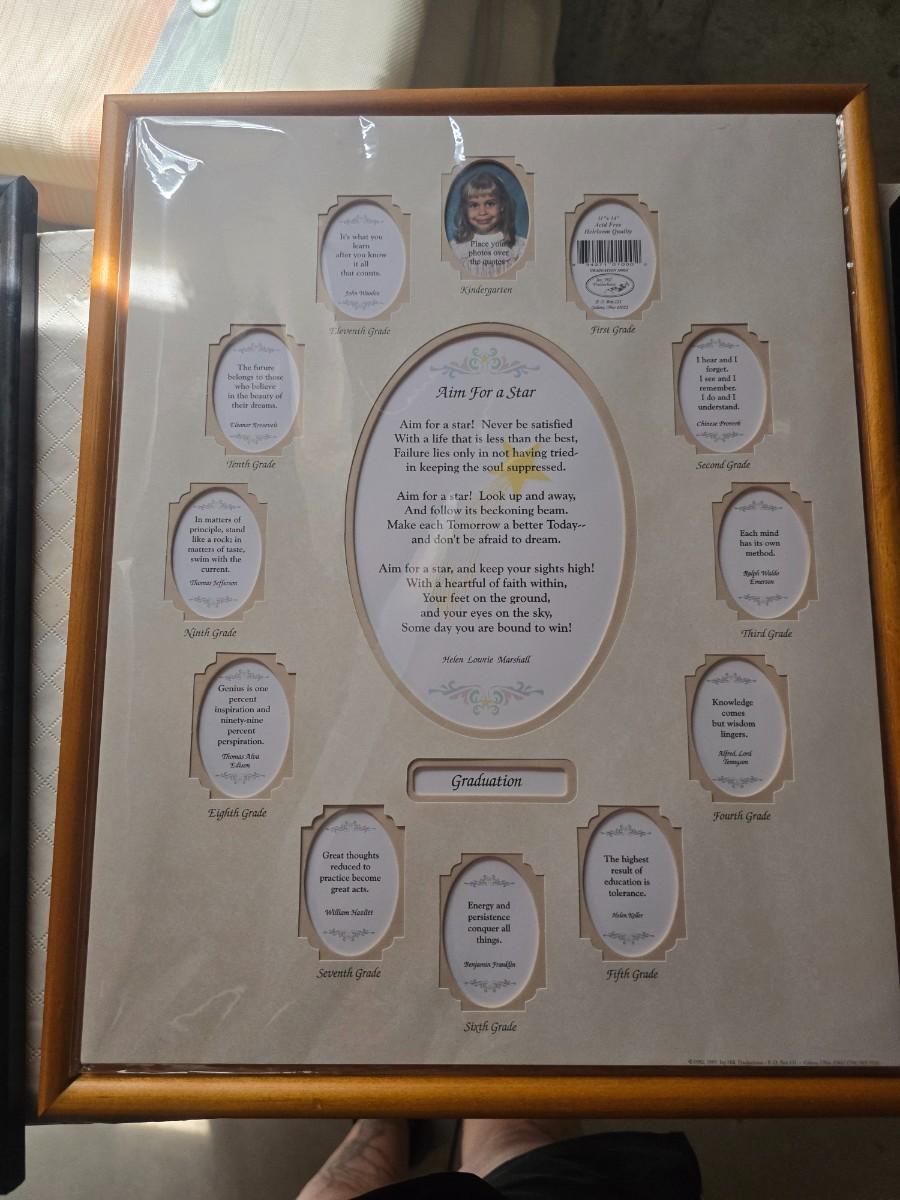 Place your
photos over
the quotes
Kindergarten
11"x 14"
Acid Free
Heirloom Quality
First Grade
I hear and I
forget.
I see and I
remember.
I do and I
understand.
Chinese Proverb
Second Grade
Each mind
has its own
method.
Ralph Waldo
Emerson
Third Grade
Knowledge
comes
but wisdom
lingers.
Alfred, Lord
Tennyson
Fourth Grade
The highest
result of
education is
tolerance.
Helen Keller
Fifth Grade
Energy and
persistence
conquer all
things.
Benjamin Franklin
Sixth Grade
Great thoughts
reduced to
practice become
great acts.
William Hazlitt
Seventh Grade
Genius is one
percent
inspiration and
ninety-nine
percent
perspiration.
Thomas Alva
Edison
Eighth Grade
In matters of
principle, stand
like a rock; in
matters of taste,
swim with the
current.
Thomas Jefferson
Ninth Grade
The future
belongs to those
who believe
in the beauty of
their dreams.
Eleanor Roosevelt
Tenth Grade
It's what you
learn
after you know
it all
that counts.
John Wooden
Eleventh Grade
Aim For a Star
Aim for a star! Never be satisfied
With a life that is less than the best,
Failure lies only in not having tried-
in keeping the soul suppressed.
Aim for a star! Look up and away,
And follow its beckoning beam.
Make each Tomorrow a better Today--
and don't be afraid to dream.
Aim for a star, and keep your sights high!
With a heartful of faith within,
Your feet on the ground,
and your eyes on the sky,
Some day you are bound to win!
Helen Lowrie Marshall
Graduation